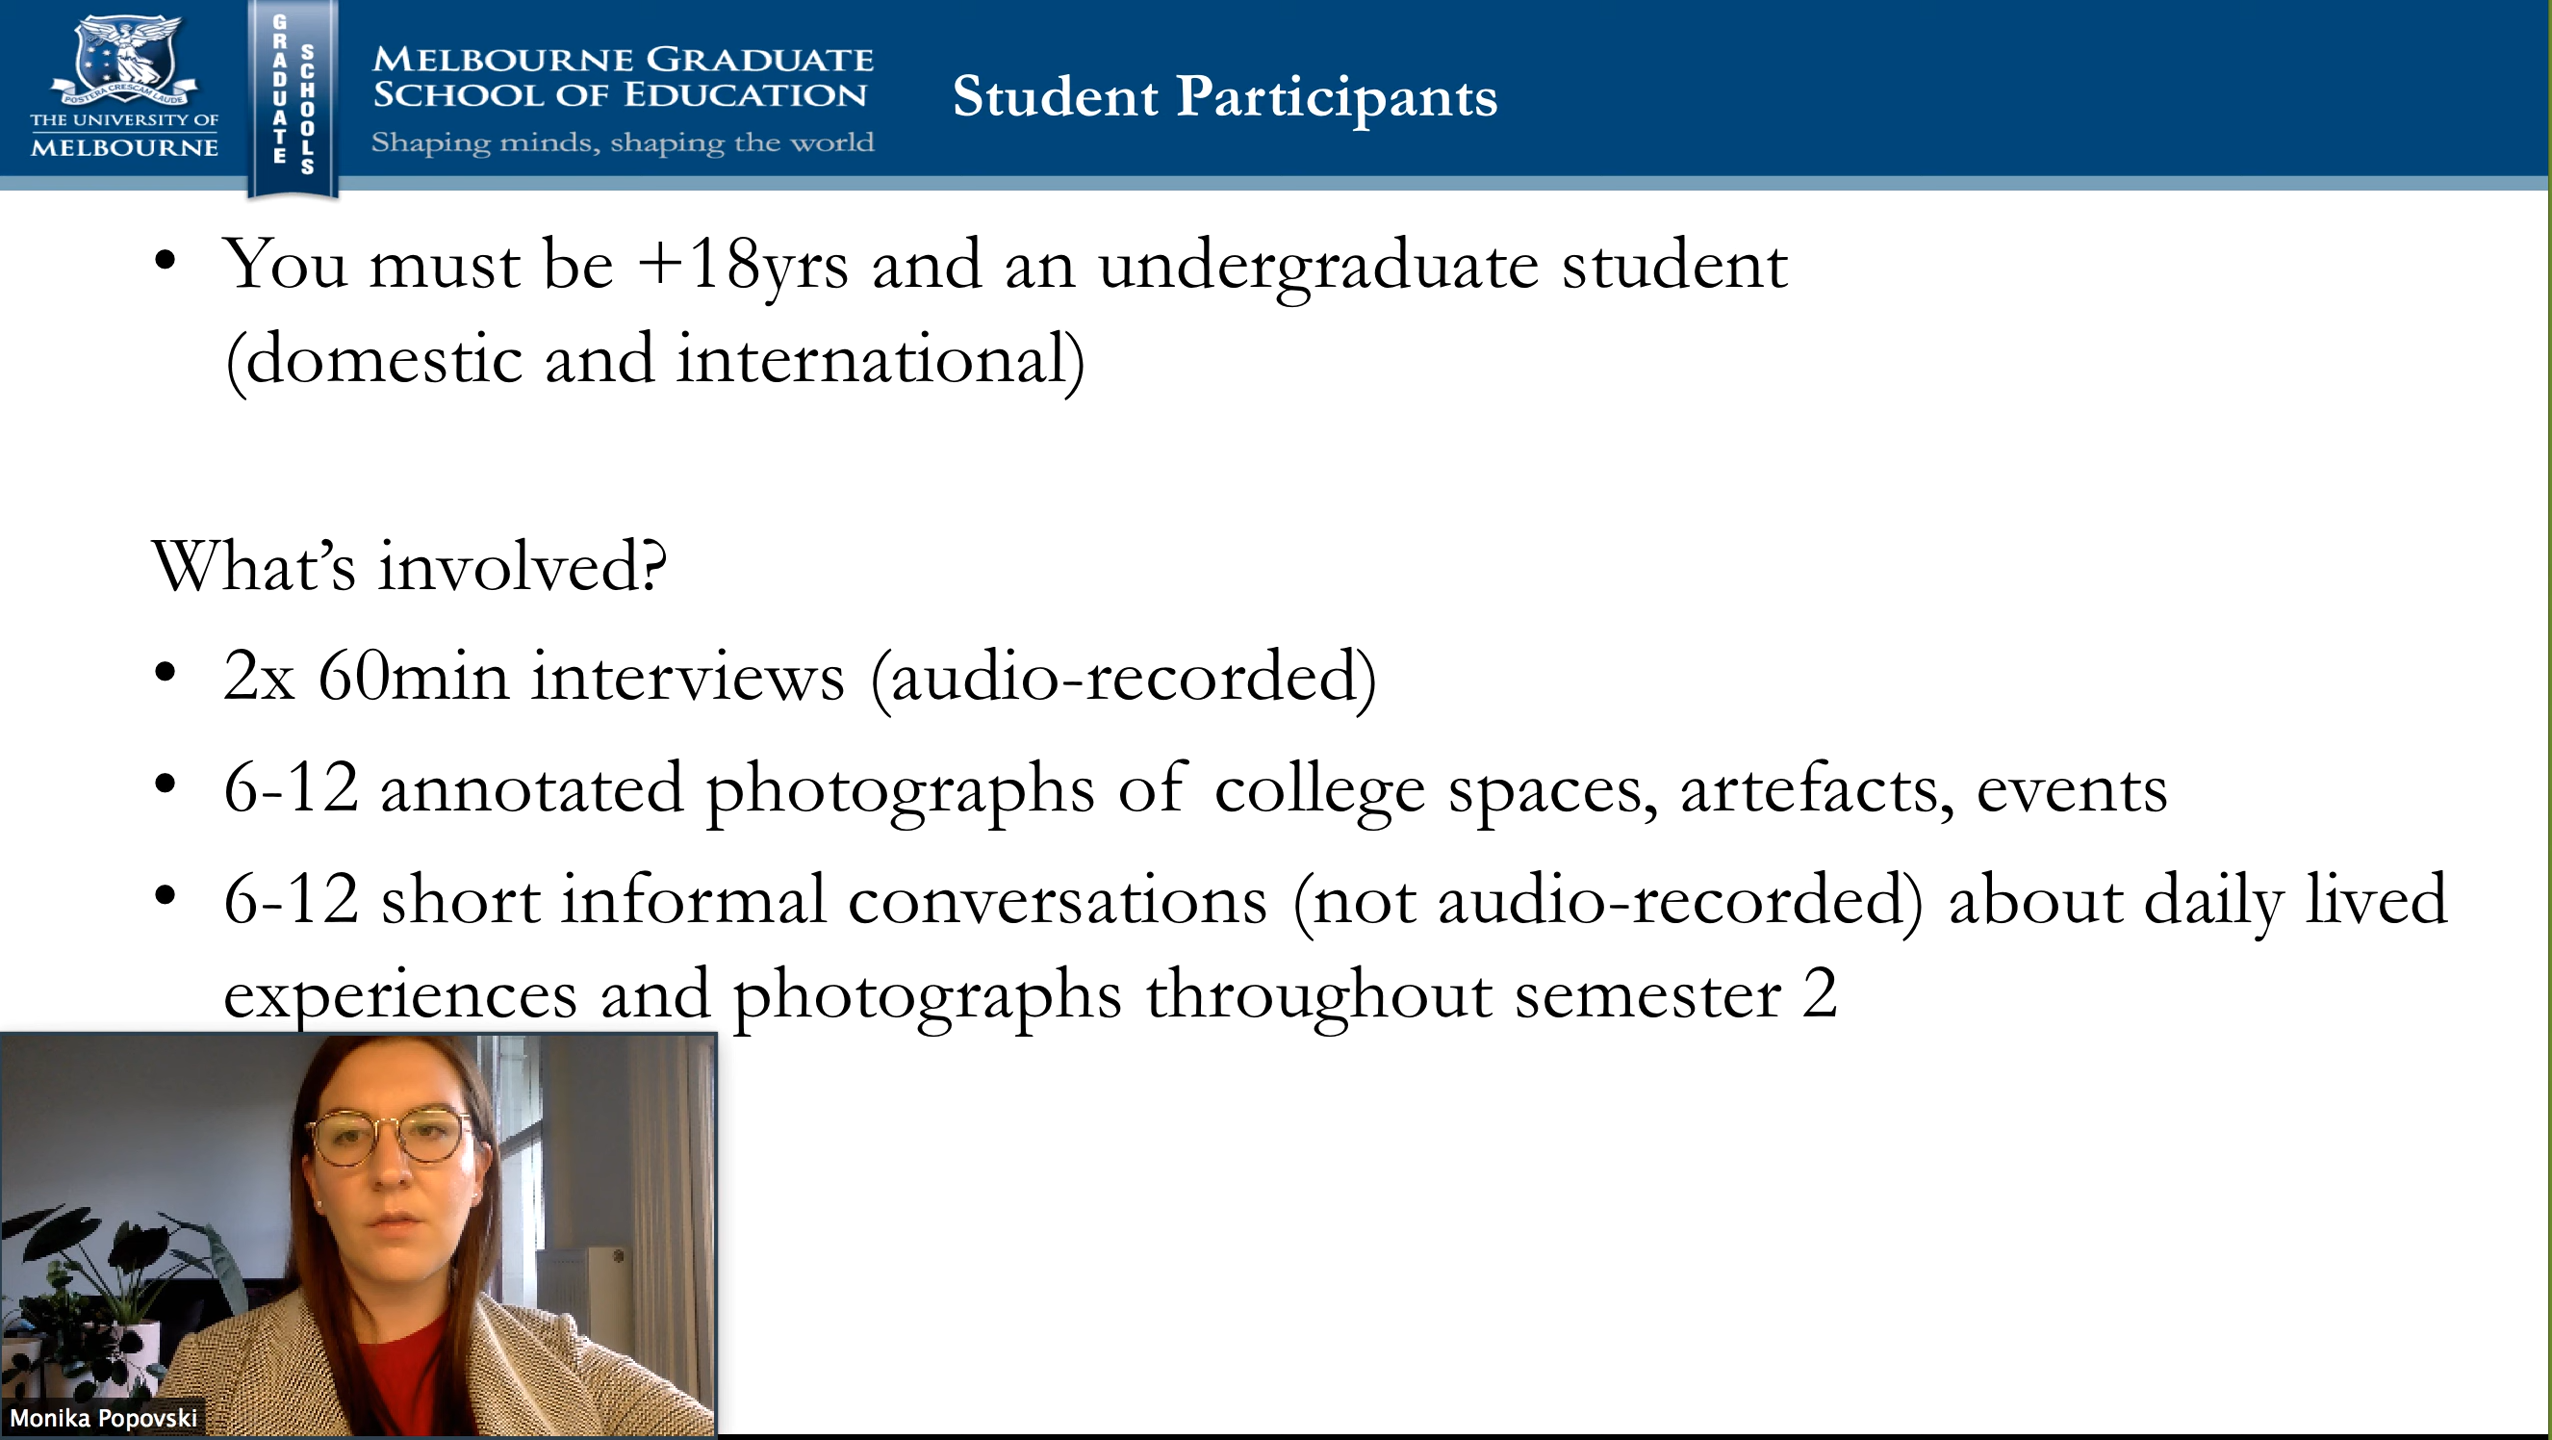 POSTERA CRESCAM LAUDE
THE UNIVERSITY OF
MELBOURNE
GRADUATE
SCHOOLS
MELBOURNE GRADUATE
SCHOOL OF EDUCATION
Shaping minds, shaping the world
Student Participants
• You must be +18yrs and an undergraduate student
(domestic and international)
What’s involved?
• 2x 60min interviews (audio-recorded)
• 6-12 annotated photographs of college spaces, artefacts, events
• 6-12 short informal conversations (not audio-recorded) about daily lived
experiences and photographs throughout semester 2
Monika Popovski